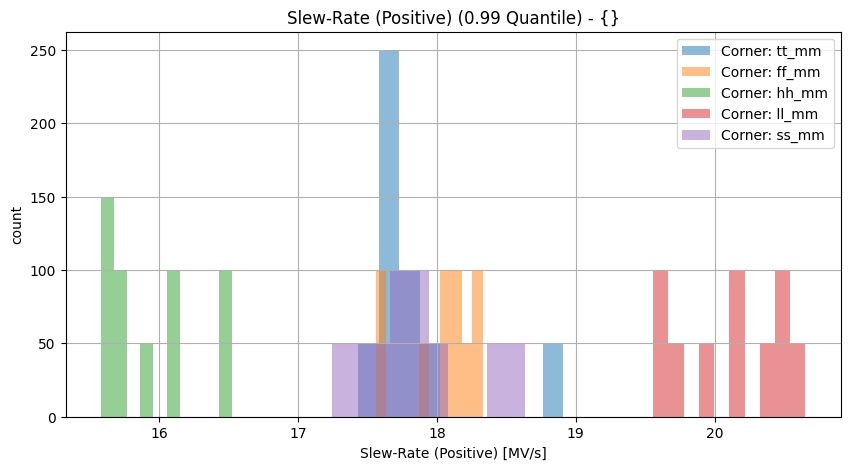 Slew-Rate (Positive) (0.99 Quantile) - {}
Corner: tt_mm
Corner: ff_mm
Corner: hh_mm
Corner: ll_mm
Corner: ss_mm
count
250
200
150
100
50
0
16
17
18
19
20
Slew-Rate (Positive) [MV/s]